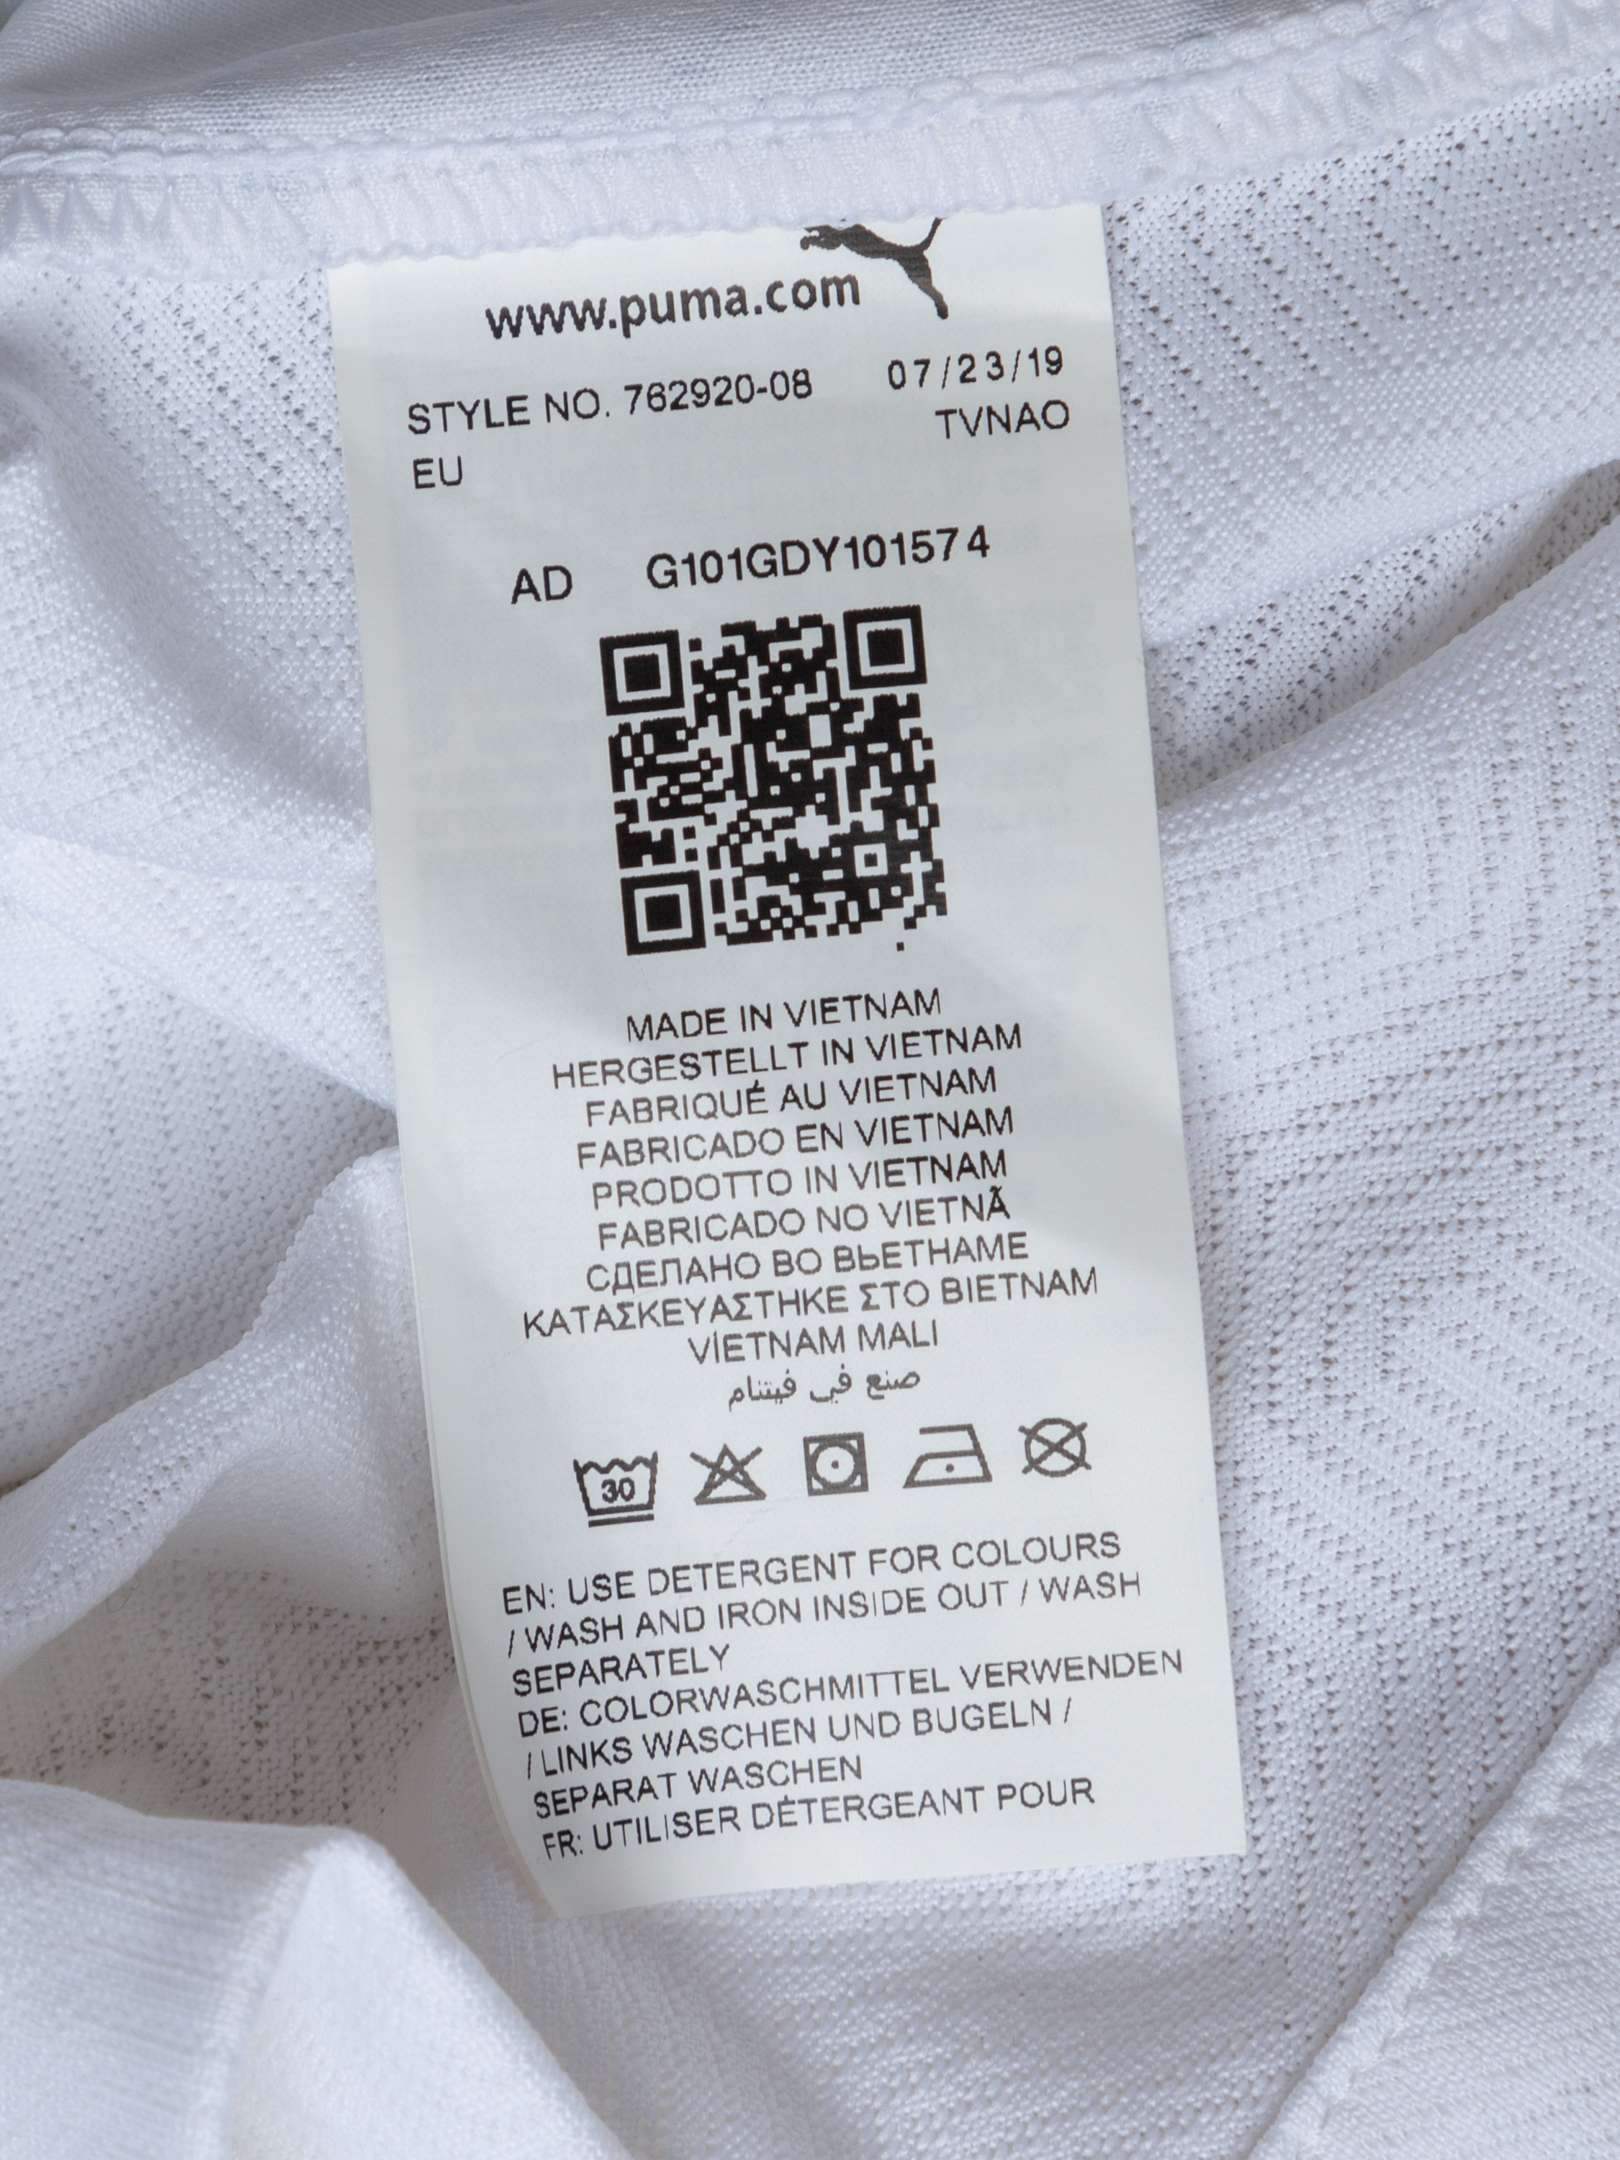 www.puma.com
STYLE NO. 762920-08 07/23/19
EU TVNAO
AD G101GDY101574
MADE IN VIETNAM
HERGESTELLT IN VIETNAM
FABRIQUÉ AU VIETNAM
FABRICADO EN VIETNAM
PRODOTTO IN VIETNAM
FABRICADO NO VIETNÃ
СДЕЛАНО ВО ВЬЕТНАМЕ
ΚΑΤΑΣΚΕΥΑΣΤΗΚΕ ΣΤΟ ΒΙΕΤΝΑΜ
VİETNAM MALI
صنع في فيتنام
30
EN: USE DETERGENT FOR COLOURS
/ WASH AND IRON INSIDE OUT / WASH
SEPARATELY
DE: COLORWASCHMITTEL VERWENDEN
/ LINKS WASCHEN UND BUGELN /
SEPARAT WASCHEN
FR: UTILISER DÉTERGEANT POUR